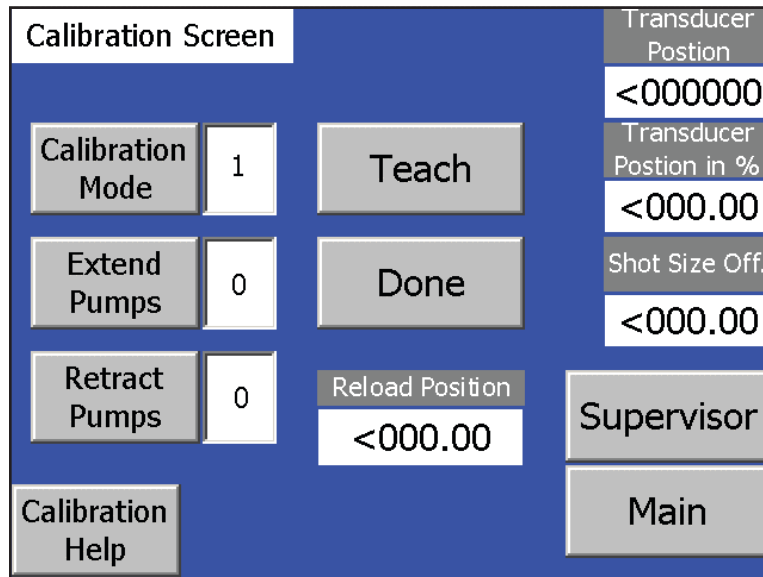 Calibration Screen
Transducer
Postion
<000000
Calibration
Mode
1
Teach
Transducer
Postion in %
<000.00
Extend
Pumps
0
Done
Shot Size Off.
<000.00
Retract
Pumps
0
Reload Position
<000.00
Supervisor
Calibration
Help
Main